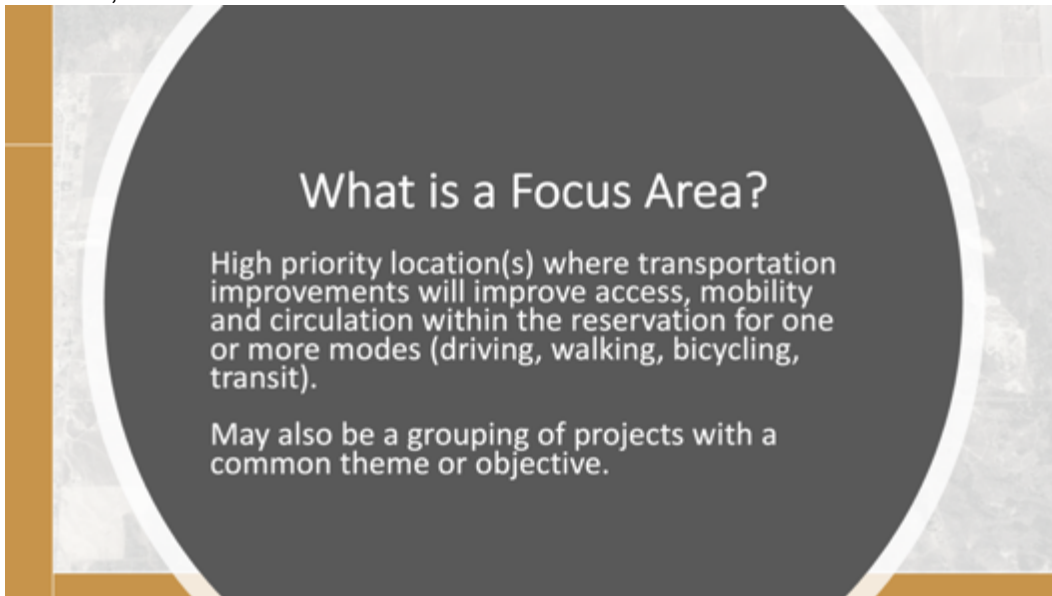 What is a Focus Area?
High priority location(s) where transportation
improvements will improve access, mobility
and circulation within the reservation for one
or more modes (driving, walking, bicycling,
transit).
May also be a grouping of projects with a
common theme or objective.